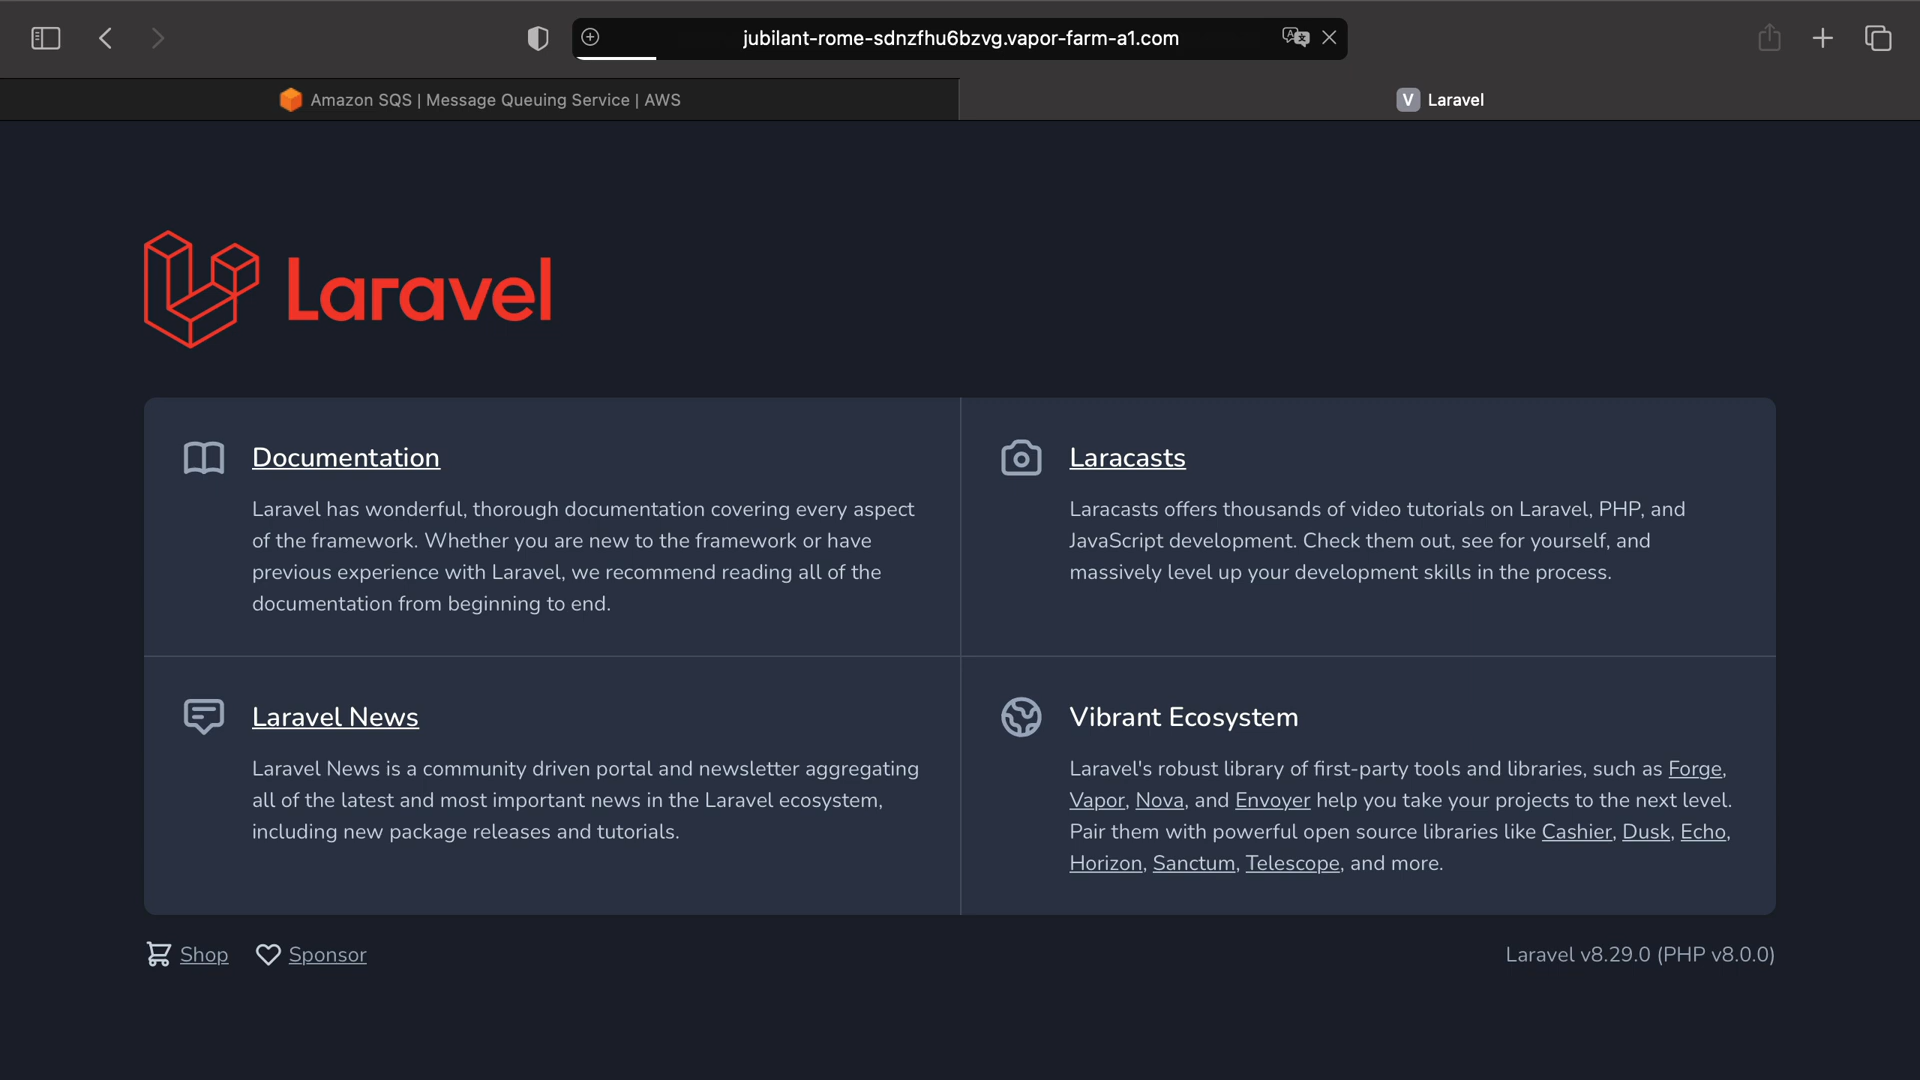 jubilant-rome-sdnzfhu6bzvg.vapor-farm-a1.com
Amazon SQS | Message Queuing Service | AWS
V Laravel
Laravel
Documentation
Laravel has wonderful, thorough documentation covering every aspect
of the framework. Whether you are new to the framework or have
previous experience with Laravel, we recommend reading all of the
documentation from beginning to end.
Laracasts
Laracasts offers thousands of video tutorials on Laravel, PHP, and
JavaScript development. Check them out, see for yourself, and
massively level up your development skills in the process.
Laravel News
Laravel News is a community driven portal and newsletter aggregating
all of the latest and most important news in the Laravel ecosystem,
including new package releases and tutorials.
Vibrant Ecosystem
Laravel's robust library of first-party tools and libraries, such as Forge,
Vapor, Nova, and Envoyer help you take your projects to the next level.
Pair them with powerful open source libraries like Cashier, Dusk, Echo,
Horizon, Sanctum, Telescope, and more.
Shop Sponsor
Laravel v8.29.0 (PHP v8.0.0)